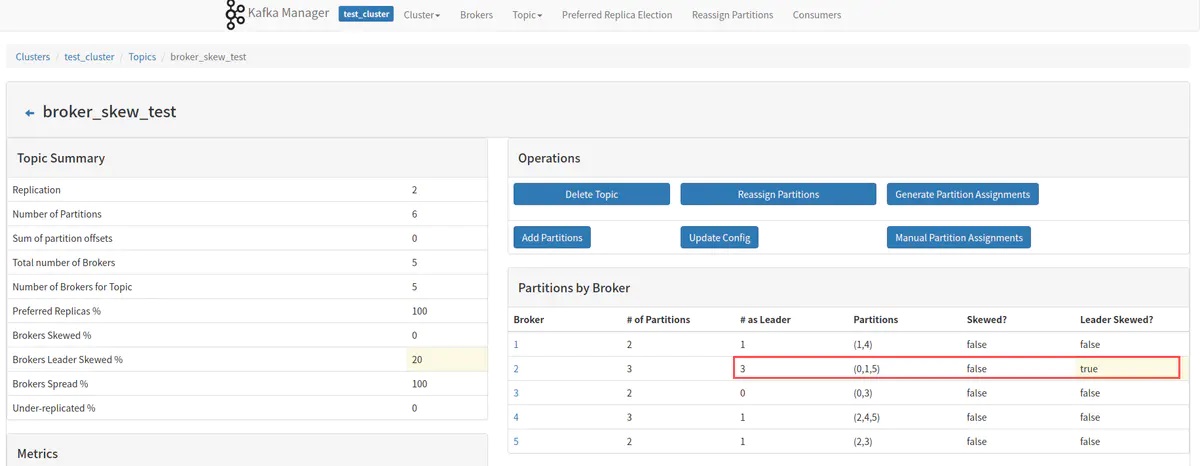 Kafka Manager test_cluster Cluster Brokers Topic Preferred Replica Election Reassign Partitions Consumers
Clusters / test_cluster / Topics / broker_skew_test
broker_skew_test
Topic Summary
Replication 2
Number of Partitions 6
Sum of partition offsets 0
Total number of Brokers 5
Number of Brokers for Topic 5
Preferred Replicas % 100
Brokers Skewed % 0
Brokers Leader Skewed % 20
Brokers Spread % 100
Under-replicated % 0
Metrics
Operations
Delete Topic Reassign Partitions Generate Partition Assignments
Add Partitions Update Config Manual Partition Assignments
Partitions by Broker
Broker # of Partitions # as Leader Partitions Skewed? Leader Skewed?
1 2 1 (1,4) false false
2 3 3 (0,1,5) false true
3 2 0 (0,3) false false
4 3 1 (2,4,5) false false
5 2 1 (2,3) false false